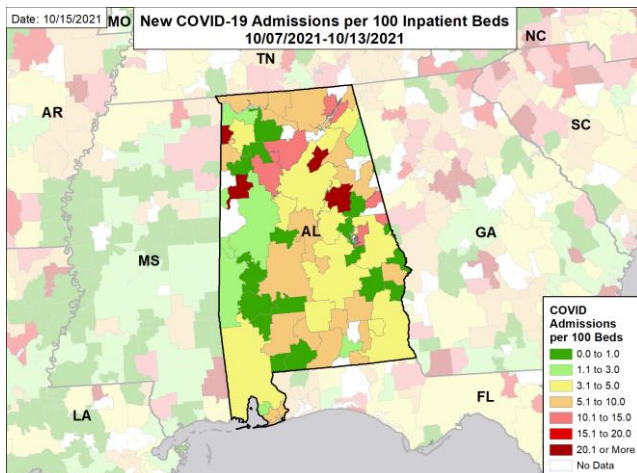 Date: 10/15/2021
New COVID-19 Admissions per 100 Inpatient Beds
10/07/2021-10/13/2021
MO
TN
NC
AR
SC
MS
AL
GA
LA
FL
COVID
Admissions
per 100 Beds
0.0 to 1.0
1.1 to 3.0
3.1 to 5.0
5.1 to 10.0
10.1 to 15.0
15.1 to 20.0
20.1 or More
No Data